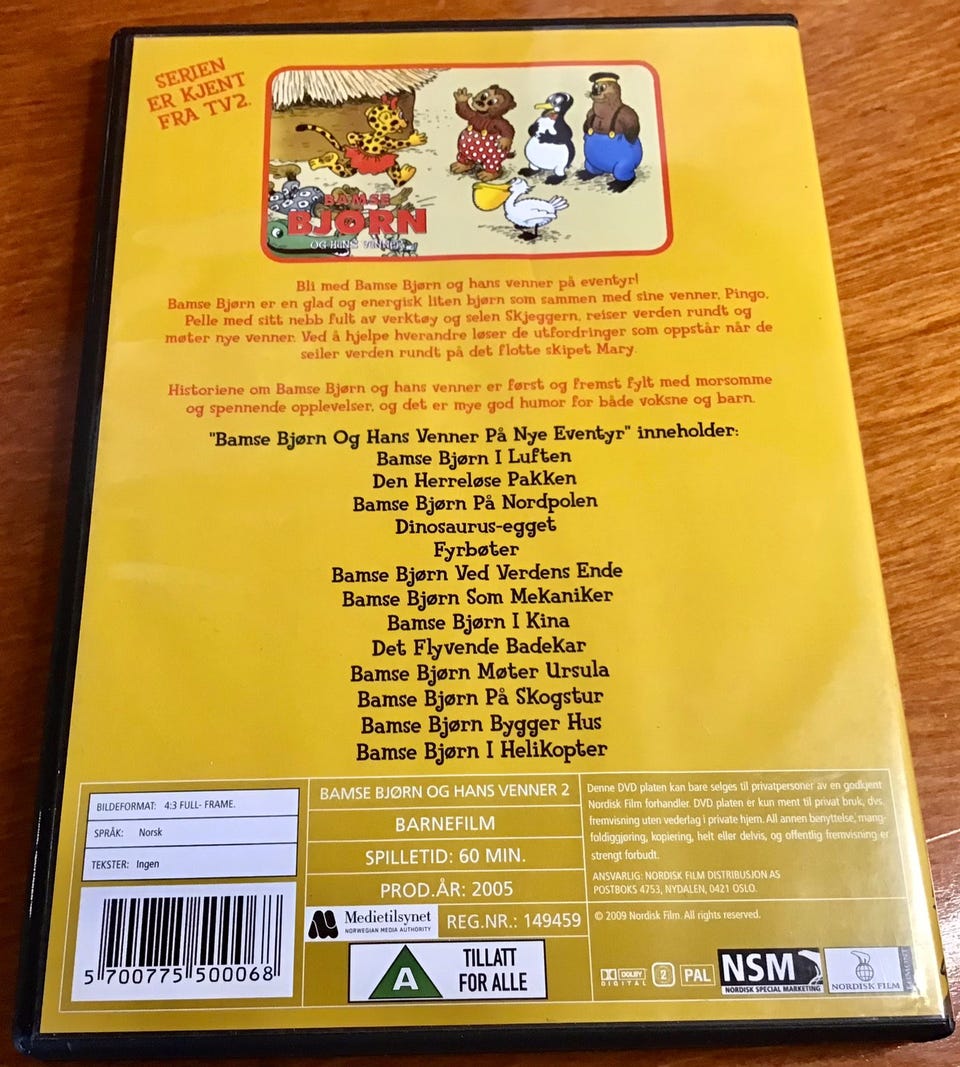 SERIEN
ER KJENT
FRA TV2.
BAMSE
BJØRN
OG HANS VENNER
Bli med Bamse Bjørn og hans venner på eventyr!
Bamse Bjørn er en glad og energisk liten bjørn som sammen med sine venner, Pingo,
Pelle med sitt nebb fult av verktøy og selen Skjeggern, reiser verden rundt og
møter nye venner. Ved å hjelpe hverandre løser de utfordringer som oppstår når de
seiler verden rundt på det flotte skipet Mary.
Historiene om Bamse Bjørn og hans venner er først og fremst fylt med morsomme
og spennende opplevelser, og det er mye god humor for både voksne og barn.
"Bamse Bjørn Og Hans Venner På Nye Eventyr" inneholder:
Bamse Bjørn I Luften
Den Herreløse Pakken
Bamse Bjørn På Nordpolen
Dinosaurus-egget
Fyrbøter
Bamse Bjørn Ved Verdens Ende
Bamse Bjørn Som Mekaniker
Bamse Bjørn I Kina
Det Flyvende Badekar
Bamse Bjørn Møter Ursula
Bamse Bjørn På Skogstur
Bamse Bjørn Bygger Hus
Bamse Bjørn I Helikopter
BILDEFORMAT: 4:3 FULL- FRAME.
SPRÅK: Norsk
TEKSTER: Ingen
5 700775 500068
BAMSE BJØRN OG HANS VENNER 2
BARNEFILM
SPILLETID: 60 MIN.
PROD.ÅR: 2005
Medietilsynet
NORWEGIAN MEDIA AUTHORITY
REG.NR.: 149459
A
TILLATT
FOR ALLE
Denne DVD platen kan bare selges til privatpersoner av en godkjent
Nordisk Film forhandler. DVD platen er kun ment til privat bruk, dvs.
fremvisning uten vederlag i private hjem. All annen benyttelse, mang-
foldiggjøring, kopiering, helt eller delvis, og offentlig fremvisning er
strengt forbudt.
ANSVARLIG: NORDISK FILM DISTRIBUSJON AS
POSTBOKS 4753, NYDALEN, 0421 OSLO.
© 2009 Nordisk Film. All rights reserved.
DOLBY
DIGITAL
2
PAL
NSM
NORDISK SPECIAL MARKETING
NORDISK FILM
EGMONT